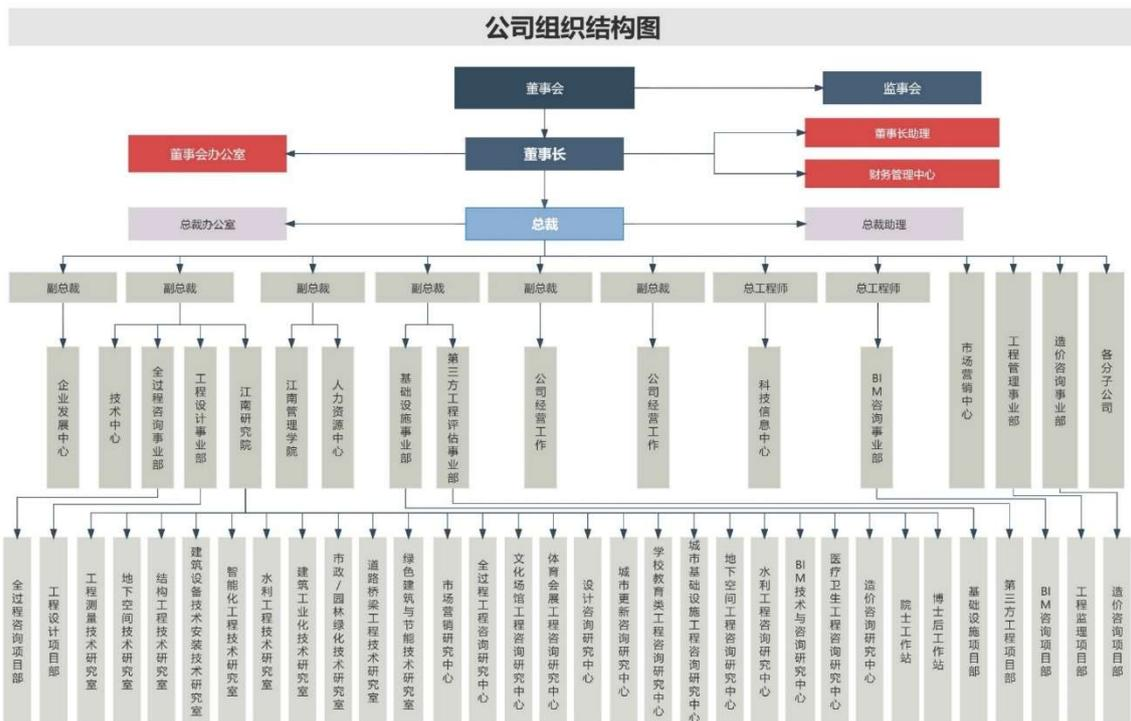 公司组织结构图
董事会
监事会
董事长助理
董事会办公室
董事长
财务管理中心
总裁办公室
总裁
总裁助理
副总裁
副总裁
副总裁
副总裁
副总裁
副总裁
总工程师
总工程师
市场营销中心
工程管理事业部
造价咨询事业部
各分子公司
企业发展中心
技术中心
全过程咨询事业部
工程设计事业部
江南研究院
江南管理学院
人力资源中心
基础设施事业部
第三方工程评估事业部
公司经营工作
公司经营工作
科技信息中心
BIM咨询事业部
全过程咨询项目部
工程设计项目部
工程测量技术研究室
地下空间技术研究室
结构工程技术研究室
建筑设备技术安装技术研究室
智能化工程技术研究室
水利工程技术研究室
建筑工业化技术研究室
市政/园林绿化技术研究室
道路桥梁工程技术研究室
绿色建筑与节能技术研究室
市场营销研究中心
全过程工程咨询研究中心
文化场馆工程咨询研究中心
体育会展工程咨询研究中心
设计咨询研究中心
城市更新咨询研究中心
学校教育类工程咨询研究中心
城市基础设施工程咨询研究中心
地下空间工程咨询研究中心
水利工程咨询研究中心
BIM技术与咨询研究中心
医疗卫生工程咨询研究中心
造价咨询研究中心
院士工作站
博士后工作站
基础设施项目部
第三方工程项目部
BIM咨询项目部
工程监理项目部
造价咨询项目部